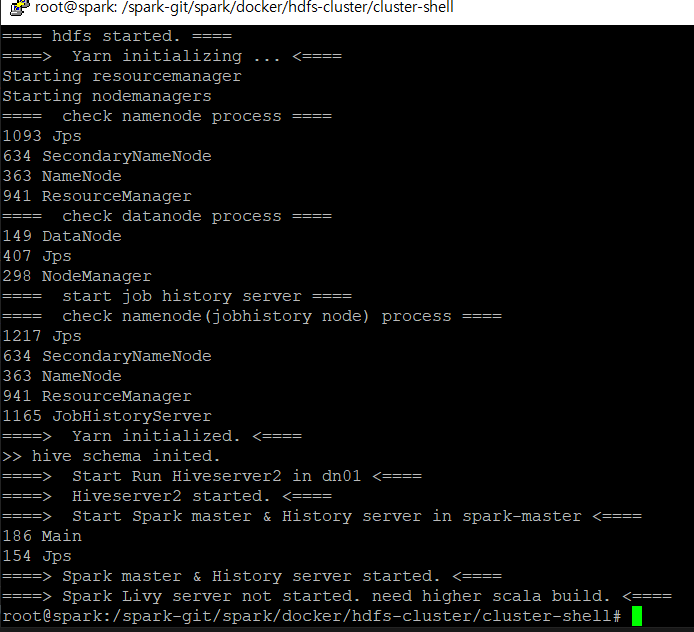 root@spark: /spark-git/spark/docker/hdfs-cluster/cluster-shell
==== hdfs started. ====
====>  Yarn initializing ... <====
Starting resourcemanager
Starting nodemanagers
====  check namenode process ====
1093 Jps
634 SecondaryNameNode
363 NameNode
941 ResourceManager
====  check datanode process ====
149 DataNode
407 Jps
298 NodeManager
====  start job history server ====
====  check namenode(jobhistory node) process ====
1217 Jps
634 SecondaryNameNode
363 NameNode
941 ResourceManager
1165 JobHistoryServer
====>  Yarn initialized. <====
>> hive schema inited.
====>  Start Run Hiveserver2 in dn01 <====
====>  Hiveserver2 started. <====
====>  Start Spark master & History server in spark-master <====
186 Main
154 Jps
====> Spark master & History server started. <====
====> Spark Livy server not started. need higher scala build. <====
root@spark:/spark-git/spark/docker/hdfs-cluster/cluster-shell#